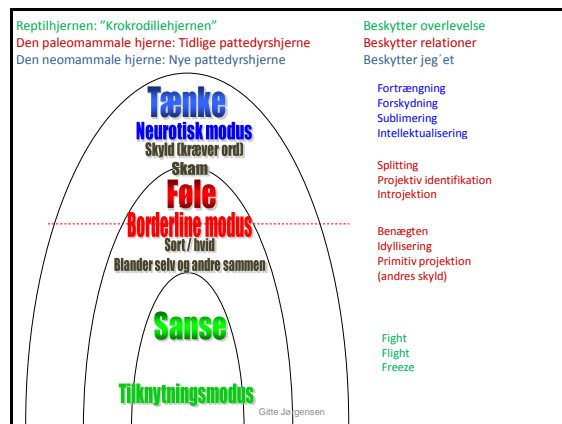 Reptilhjernen: "Krokrodillehjernen"
Beskytter overlevelse
Den paleomammale hjerne: Tidlige pattedyrshjerne
Beskytter relationer
Den neomammale hjerne: Nye pattedyrshjerne
Beskytter jeg´et
Tænke
Neurotisk modus
Skyld (kræver ord)
Skam
Føle
Borderline modus
Sort / hvid
Blander selv og andre sammen
Sanse
Tilknytningsmodus
Fortrængning
Forskydning
Sublimering
Intellektualisering
Splitting
Projektiv identifikation
Introjektion
Benægten
Idyllisering
Primitiv projektion
(andres skyld)
Fight
Flight
Freeze
Gitte Jørgensen